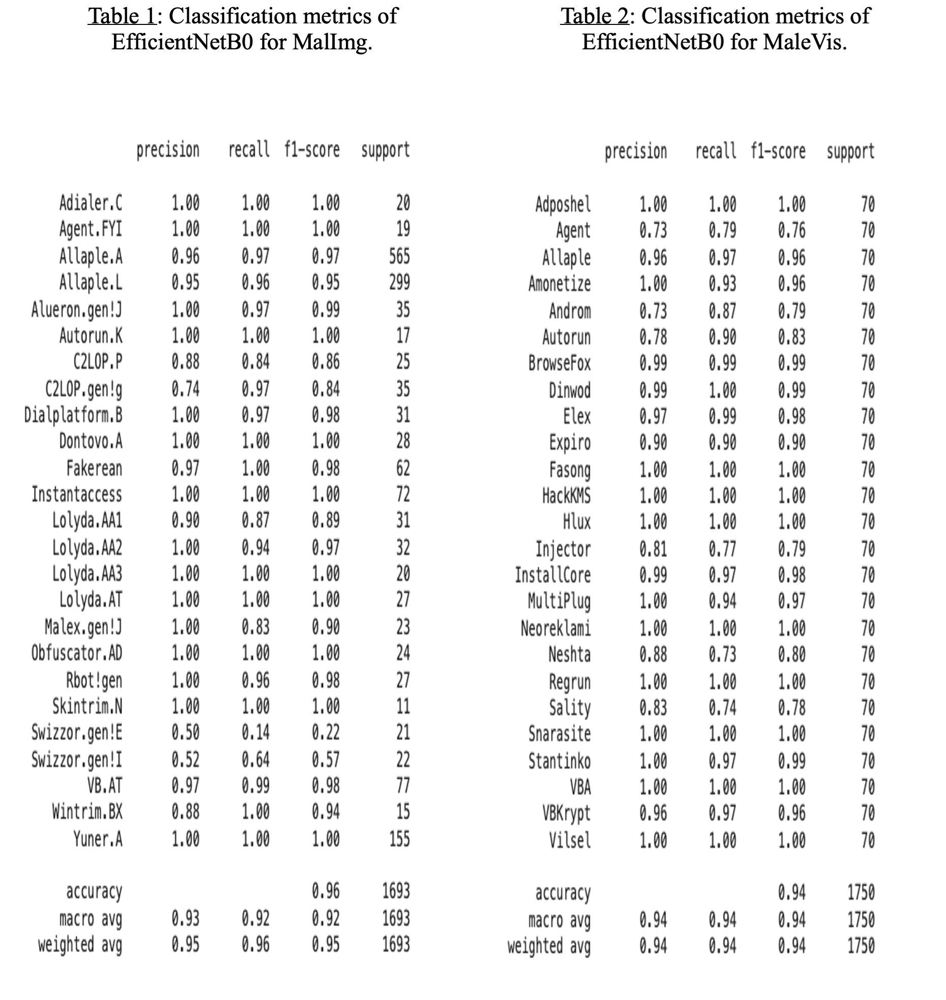 Table 1: Classification metrics of
EfficientNetB0 for MalImg.
precision recall f1-score support
Adialer.C 1.00 1.00 1.00 20
Agent.FYI 1.00 1.00 1.00 19
Allaple.A 0.96 0.97 0.97 565
Allaple.L 0.95 0.96 0.95 299
Alueron.gen!J 1.00 0.97 0.99 35
Autorun.K 1.00 1.00 1.00 17
C2LOP.P 0.88 0.84 0.86 25
C2LOP.gen!g 0.74 0.97 0.84 35
Dialplatform.B 1.00 0.97 0.98 31
Dontovo.A 1.00 1.00 1.00 28
Fakerean 0.97 1.00 0.98 62
Instantaccess 1.00 1.00 1.00 72
Lolyda.AA1 0.90 0.87 0.89 31
Lolyda.AA2 1.00 0.94 0.97 32
Lolyda.AA3 1.00 1.00 1.00 20
Lolyda.AT 1.00 1.00 1.00 27
Malex.gen!J 1.00 0.83 0.90 23
Obfuscator.AD 1.00 1.00 1.00 24
Rbot!gen 1.00 0.96 0.98 27
Skintrim.N 1.00 1.00 1.00 11
Swizzor.gen!E 0.50 0.14 0.22 21
Swizzor.gen!I 0.52 0.64 0.57 22
VB.AT 0.97 0.99 0.98 77
Wintrim.BX 0.88 1.00 0.94 15
Yuner.A 1.00 1.00 1.00 155
accuracy 0.96 1693
macro avg 0.93 0.92 0.92 1693
weighted avg 0.95 0.96 0.95 1693
Table 2: Classification metrics of
EfficientNetB0 for MaleVis.
precision recall f1-score support
Adposhel 1.00 1.00 1.00 70
Agent 0.73 0.79 0.76 70
Allaple 0.96 0.97 0.96 70
Amonetize 1.00 0.93 0.96 70
Androm 0.73 0.87 0.79 70
Autorun 0.78 0.90 0.83 70
BrowseFox 0.99 0.99 0.99 70
Dinwod 0.99 1.00 0.99 70
Elex 0.97 0.99 0.98 70
Expiro 0.90 0.90 0.90 70
Fasong 1.00 1.00 1.00 70
HackKMS 1.00 1.00 1.00 70
Hlux 1.00 1.00 1.00 70
Injector 0.81 0.77 0.79 70
InstallCore 0.99 0.97 0.98 70
MultiPlug 1.00 0.94 0.97 70
Neoreklami 1.00 1.00 1.00 70
Neshta 0.88 0.73 0.80 70
Regrun 1.00 1.00 1.00 70
Sality 0.83 0.74 0.78 70
Snarasite 1.00 1.00 1.00 70
Stantinko 1.00 0.97 0.99 70
VBA 1.00 1.00 1.00 70
VBKrypt 0.96 0.97 0.96 70
Vilsel 1.00 1.00 1.00 70
accuracy 0.94 1750
macro avg 0.94 0.94 0.94 1750
weighted avg 0.94 0.94 0.94 1750